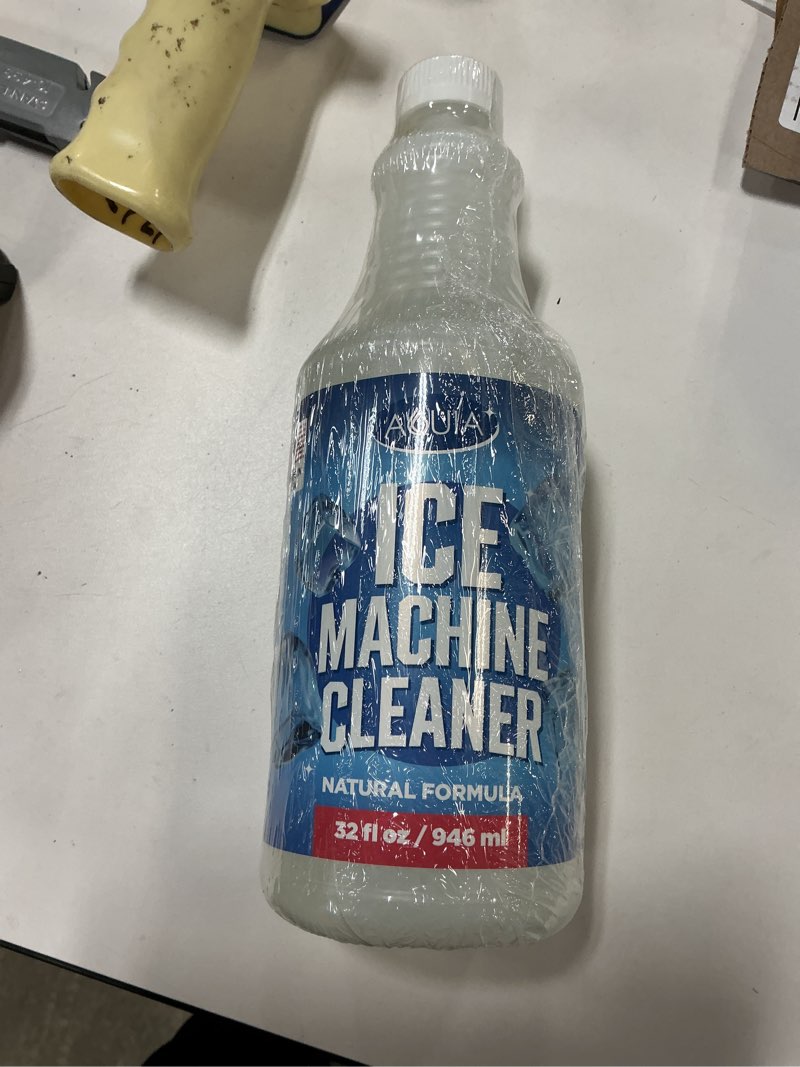 AQUIA
ICE
MACHINE
CLEANER
NATURAL FORMULA
32 fl oz / 946 ml